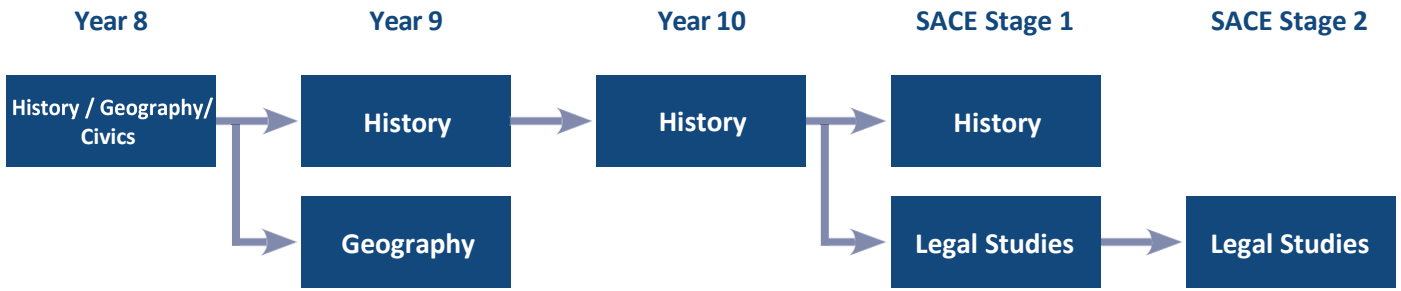 Year 8
Year 9
Year 10
SACE Stage 1
SACE Stage 2
History / Geography/
Civics
History
History
History
Geography
Legal Studies
Legal Studies